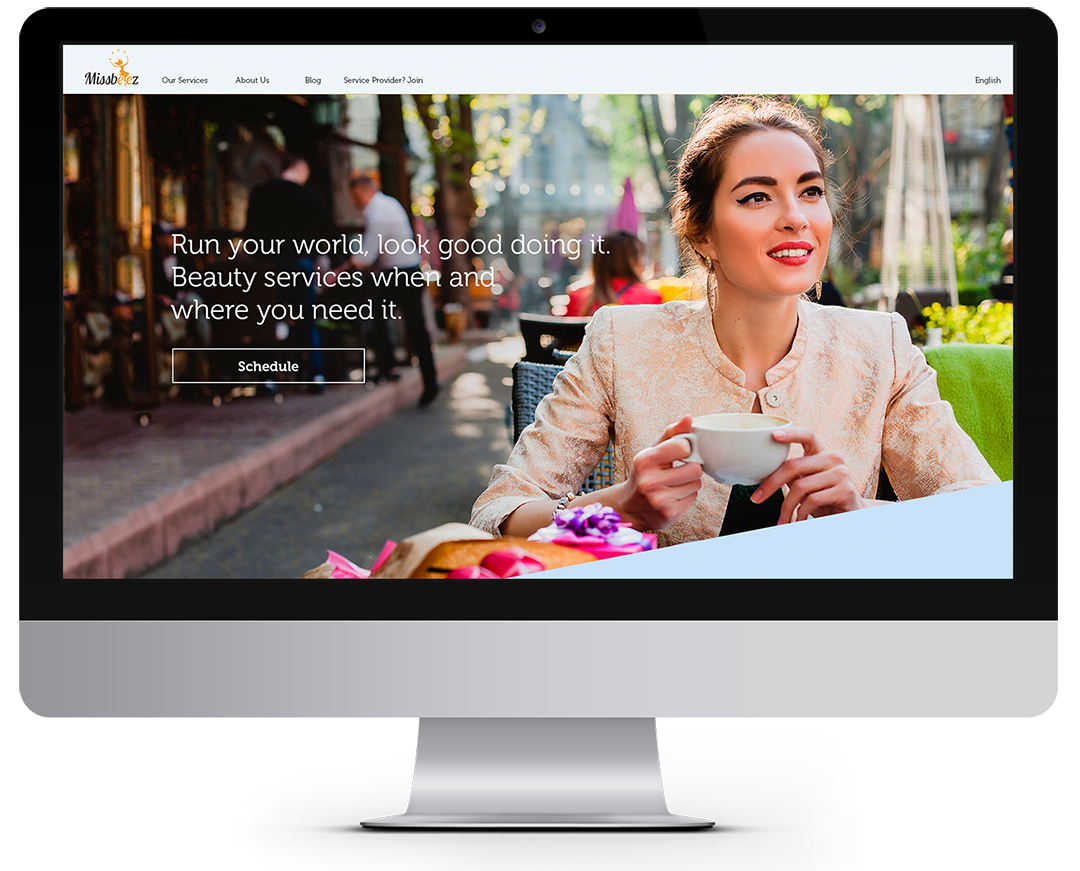 Missbeez
Our Services
About Us
Blog
Service Provider? Join
English
Run your world, look good doing it.
Beauty services when and
where you need it.
Schedule